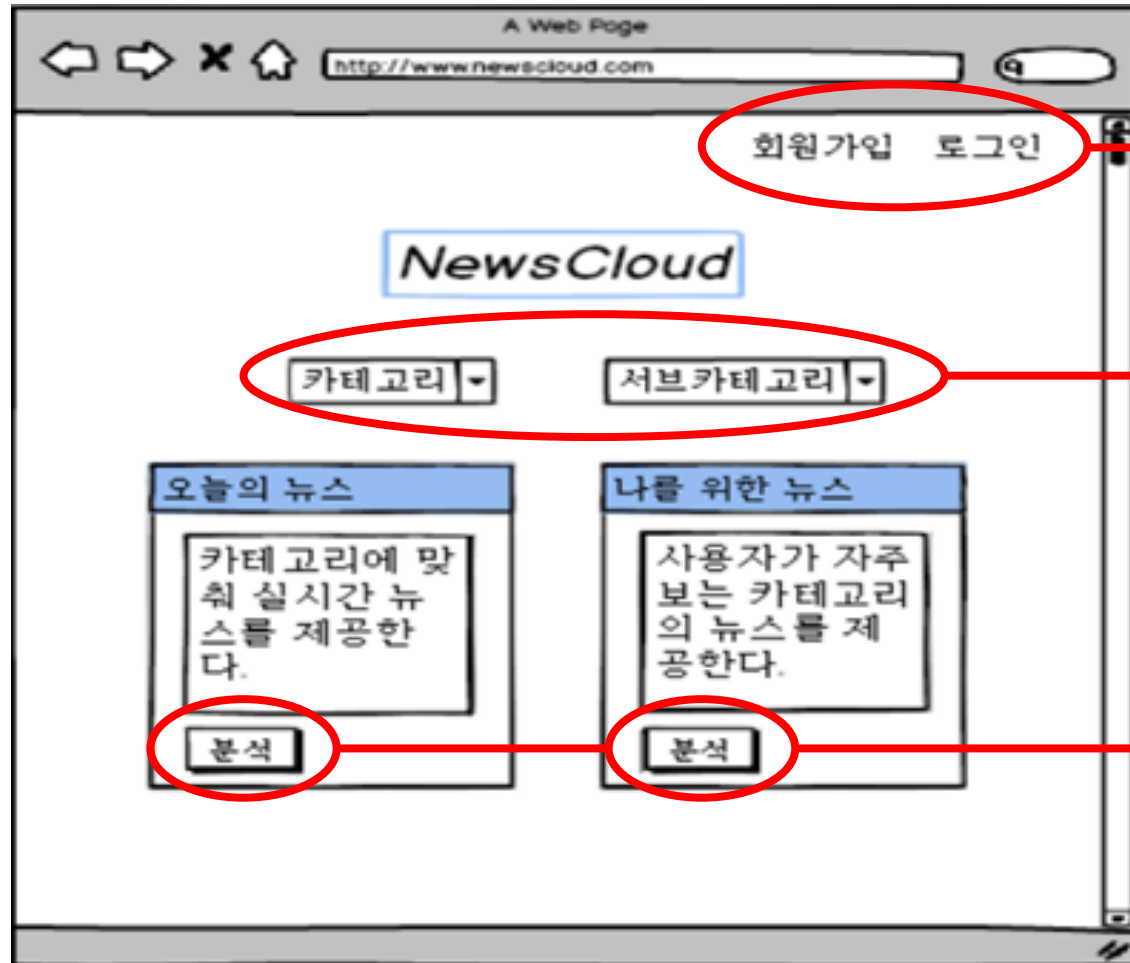 A Web Page
http://www.newscloud.com
회원가입 로그인
NewsCloud
카테고리 서브카테고리
오늘의 뉴스
카테고리에 맞
춰 실시간 뉴
스를 제공한
다.
분석
나를 위한 뉴스
사용자가 자주
보는 카테고리
의 뉴스를 제
공한다.
분석